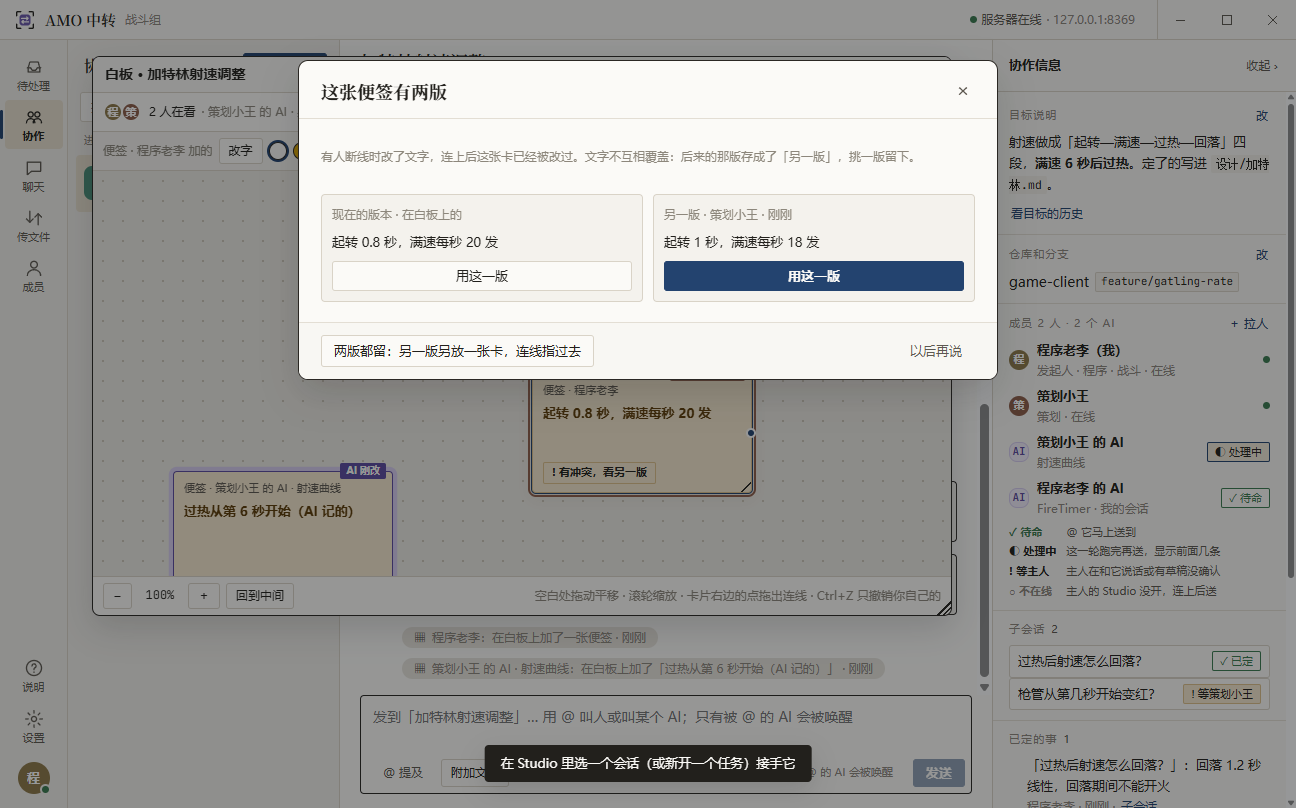 AMO 中转 战斗组
服务器在线 · 127.0.0.1:8369
待处理
协作
聊天
传文件
成员
说明
设置
程
白板 • 加特林射速调整
程 策 2 人在看 · 策划小王 的 AI ·
便签 · 程序老李 加的 改字
这张便签有两版
有人断线时改了文字，连上后这张卡已经被改过。文字不互相覆盖：后来的那版存成了「另一版」，挑一版留下。
现在的版本 · 在白板上的
起转 0.8 秒，满速每秒 20 发
用这一版
另一版 · 策划小王 · 刚刚
起转 1 秒，满速每秒 18 发
用这一版
两版都留：另一版另放一张卡，连线指过去
以后再说
便签 · 程序老李
起转 0.8 秒，满速每秒 20 发
! 有冲突，看另一版
AI 刚改
便签 · 策划小王 的 AI · 射速曲线
过热从第 6 秒开始（AI 记的）
− 100% + 回到中间
空白处拖动平移 · 滚轮缩放 · 卡片右边的点拖出连线 · Ctrl+Z 只撤销你自己的
程序老李：在白板上加了一张便签 · 刚刚
策划小王 的 AI · 射速曲线：在白板上加了「过热从第 6 秒开始（AI 记的）」 · 刚刚
发到「加特林射速调整」… 用 @ 叫人或叫某个 AI；只有被 @ 的 AI 会被唤醒
@ 提及 附加文
在 Studio 里选一个会话（或新开一个任务）接手它
@ 的 AI 会被唤醒
发送
协作信息 收起 ›
目标说明 改
射速做成「起转—满速—过热—回落」四
段，满速 6 秒后过热。定了的写进 设计/加特
林.md 。
看目标的历史
仓库和分支 改
game-client feature/gatling-rate
成员 2 人 · 2 个 AI + 拉人
程 程序老李（我）
发起人 · 程序 · 战斗 · 在线
策 策划小王
策划 · 在线
AI 策划小王 的 AI
射速曲线
处理中
AI 程序老李 的 AI
FireTimer · 我的会话
✓ 待命
✓ 待命 @ 它马上送到
◐ 处理中 这一轮跑完再送，显示前面几条
! 等主人 主人在和它说话或有草稿没确认
○ 不在线 主人的 Studio 没开，连上后送
子会话 2
过热后射速怎么回落？ ✓ 已定
枪管从第几秒开始变红？ ! 等策划小王
已定的事 1
「过热后射速怎么回落？」：回落 1.2 秒
线性，回落期间不能开火
程序老李 · 刚刚 · 子会话